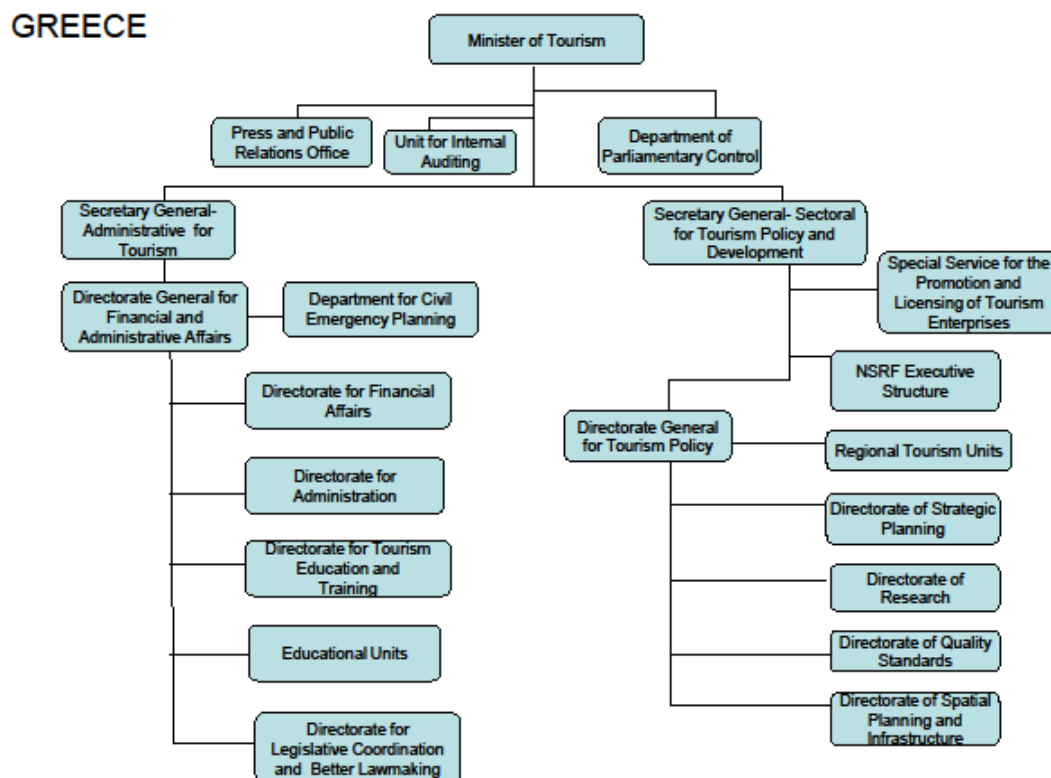 GREECE
Minister of Tourism
Press and Public
Relations Office
Unit for Internal
Auditing
Department of
Parliamentary Control
Secretary General-
Administrative for
Tourism
Secretary General- Sectoral
for Tourism Policy and
Development
Special Service for the
Promotion and
Licensing of Tourism
Enterprises
Directorate General for
Financial and
Administrative Affairs
Department for Civil
Emergency Planning
NSRF Executive
Structure
Directorate for Financial
Affairs
Directorate General
for Tourism Policy
Regional Tourism Units
Directorate for
Administration
Directorate of Strategic
Planning
Directorate for Tourism
Education and
Training
Directorate of
Research
Educational Units
Directorate of Quality
Standards
Directorate for
Legislative Coordination
and Better Lawmaking
Directorate of Spatial
Planning and
Infrastructure